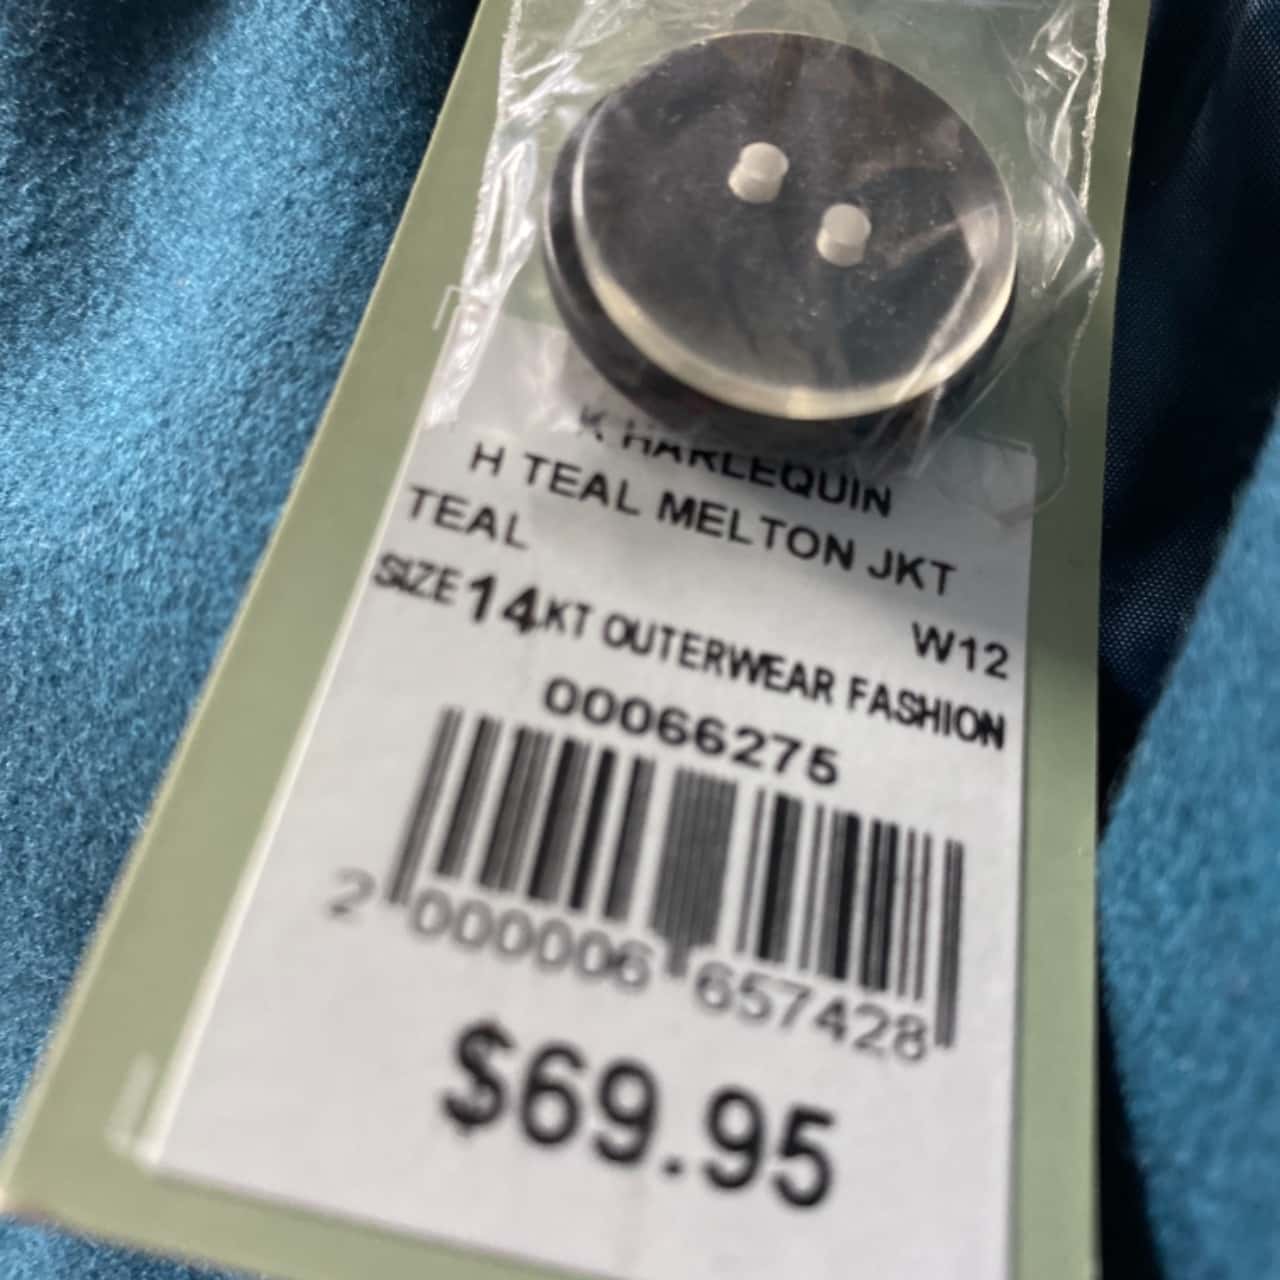 K HARLEQUIN
H TEAL MELTON JKT
TEAL
W12
SIZE 14 KT OUTERWEAR FASHION
00066275
2 000006 657428
$69.95